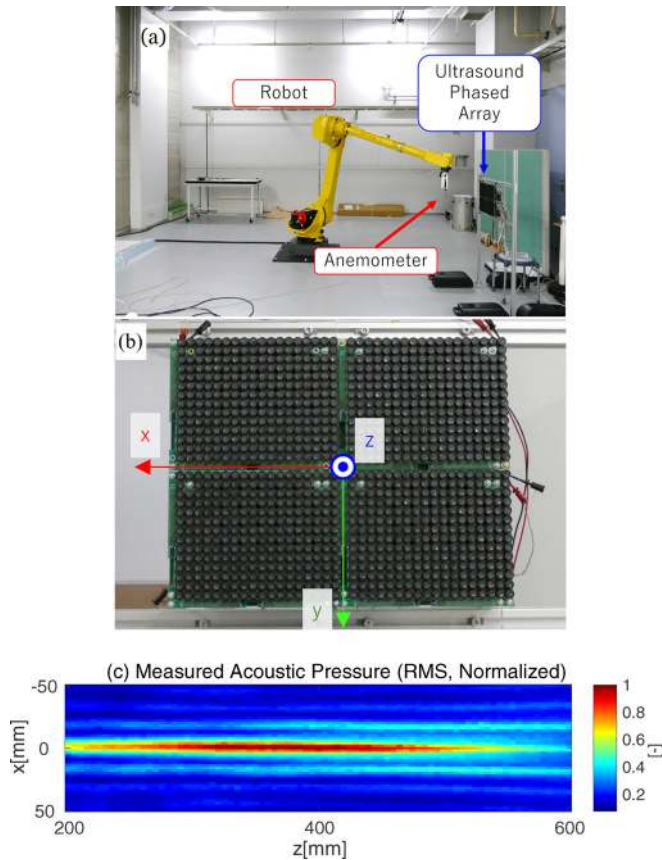 (a)
Robot
Ultrasound
Phased
Array
Anemometer
(b)
x
z
y
(c) Measured Acoustic Pressure (RMS, Normalized)
-50
0
50
x[mm]
200
400
600
z[mm]
1
0.8
0.6
0.4
0.2
[-]